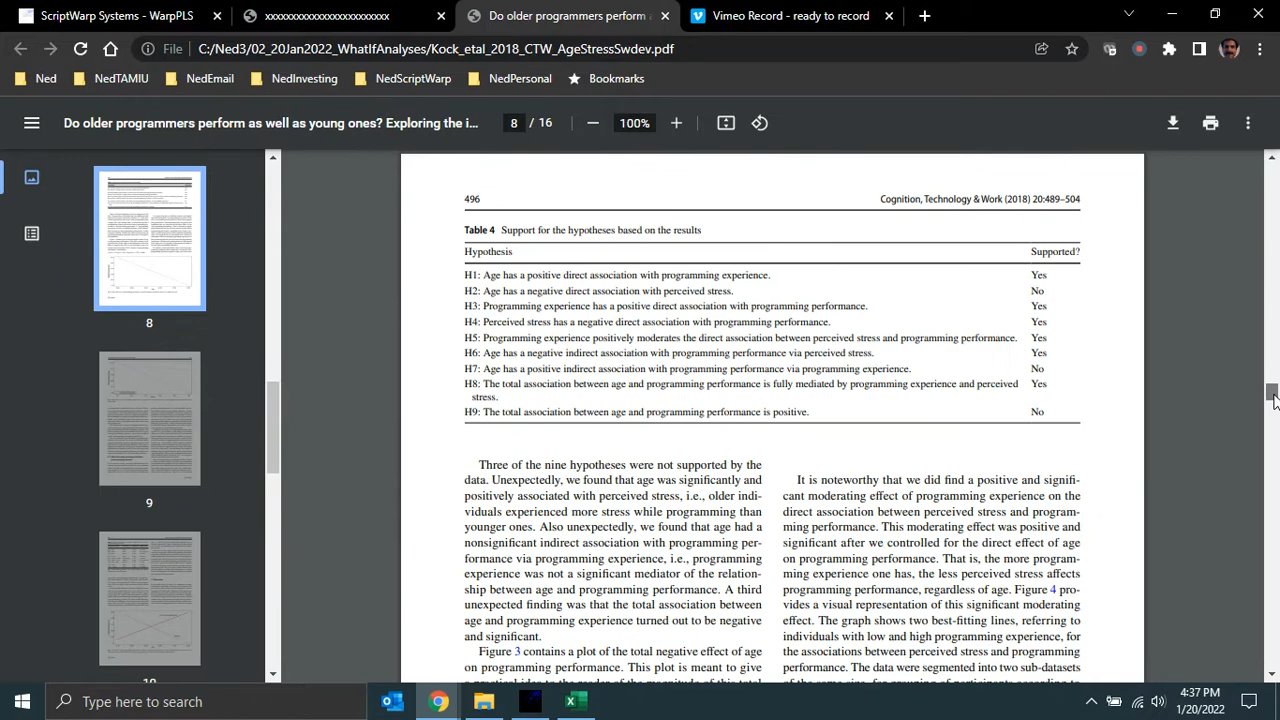 ScriptWarp Systems - WarpPLS
xxxxxxxxxxxxxxxxxxxxxxx
Do older programmers perform
Vimeo Record - ready to record
File
C:/Ned3/02_20Jan2022_WhatIfAnalyses/Kock_etal_2018_CTW_AgeStressSwdev.pdf
Ned
NedTAMIU
NedEmail
NedInvesting
NedScriptWarp
NedPersonal
Bookmarks
Do older programmers perform as well as young ones? Exploring the i...
8 / 16
100%
8
9
10
496
Cognition, Technology & Work (2018) 20:489–504
Table 4 Support for the hypotheses based on the results
Hypothesis Supported?
H1: Age has a positive direct association with programming experience. Yes
H2: Age has a negative direct association with perceived stress. No
H3: Programming experience has a positive direct association with programming performance. Yes
H4: Perceived stress has a negative direct association with programming performance. Yes
H5: Programming experience positively moderates the direct association between perceived stress and programming performance. Yes
H6: Age has a negative indirect association with programming performance via perceived stress. Yes
H7: Age has a positive indirect association with programming performance via programming experience. No
H8: The total association between age and programming performance is fully mediated by programming experience and perceived Yes
stress.
H9: The total association between age and programming performance is positive. No
Three of the nine hypotheses were not supported by the
data. Unexpectedly, we found that age was significantly and
positively associated with perceived stress, i.e., older indi-
viduals experienced more stress while programming than
younger ones. Also unexpectedly, we found that age had a
nonsignificant indirect association with programming per-
formance via programming experience, i.e., programming
experience was not a significant mediator of the relation-
ship between age and programming performance. A third
unexpected finding was that the total association between
age and programming experience turned out to be negative
and significant.
Figure 3 contains a plot of the total negative effect of age
on programming performance. This plot is meant to give
It is noteworthy that we did find a positive and signifi-
cant moderating effect of programming experience on the
direct association between perceived stress and program-
ming performance. This moderating effect was positive and
significant after we controlled for the direct effect of age
on programming performance. That is, the more program-
ming experience one has, the less perceived stress affects
programming performance, regardless of age. Figure 4 pro-
vides a visual representation of this significant moderating
effect. The graph shows two best-fitting lines, referring to
individuals with low and high programming experience, for
the associations between perceived stress and programming
performance. The data were segmented into two sub-datasets
Type here to search
4:37 PM
1/20/2022